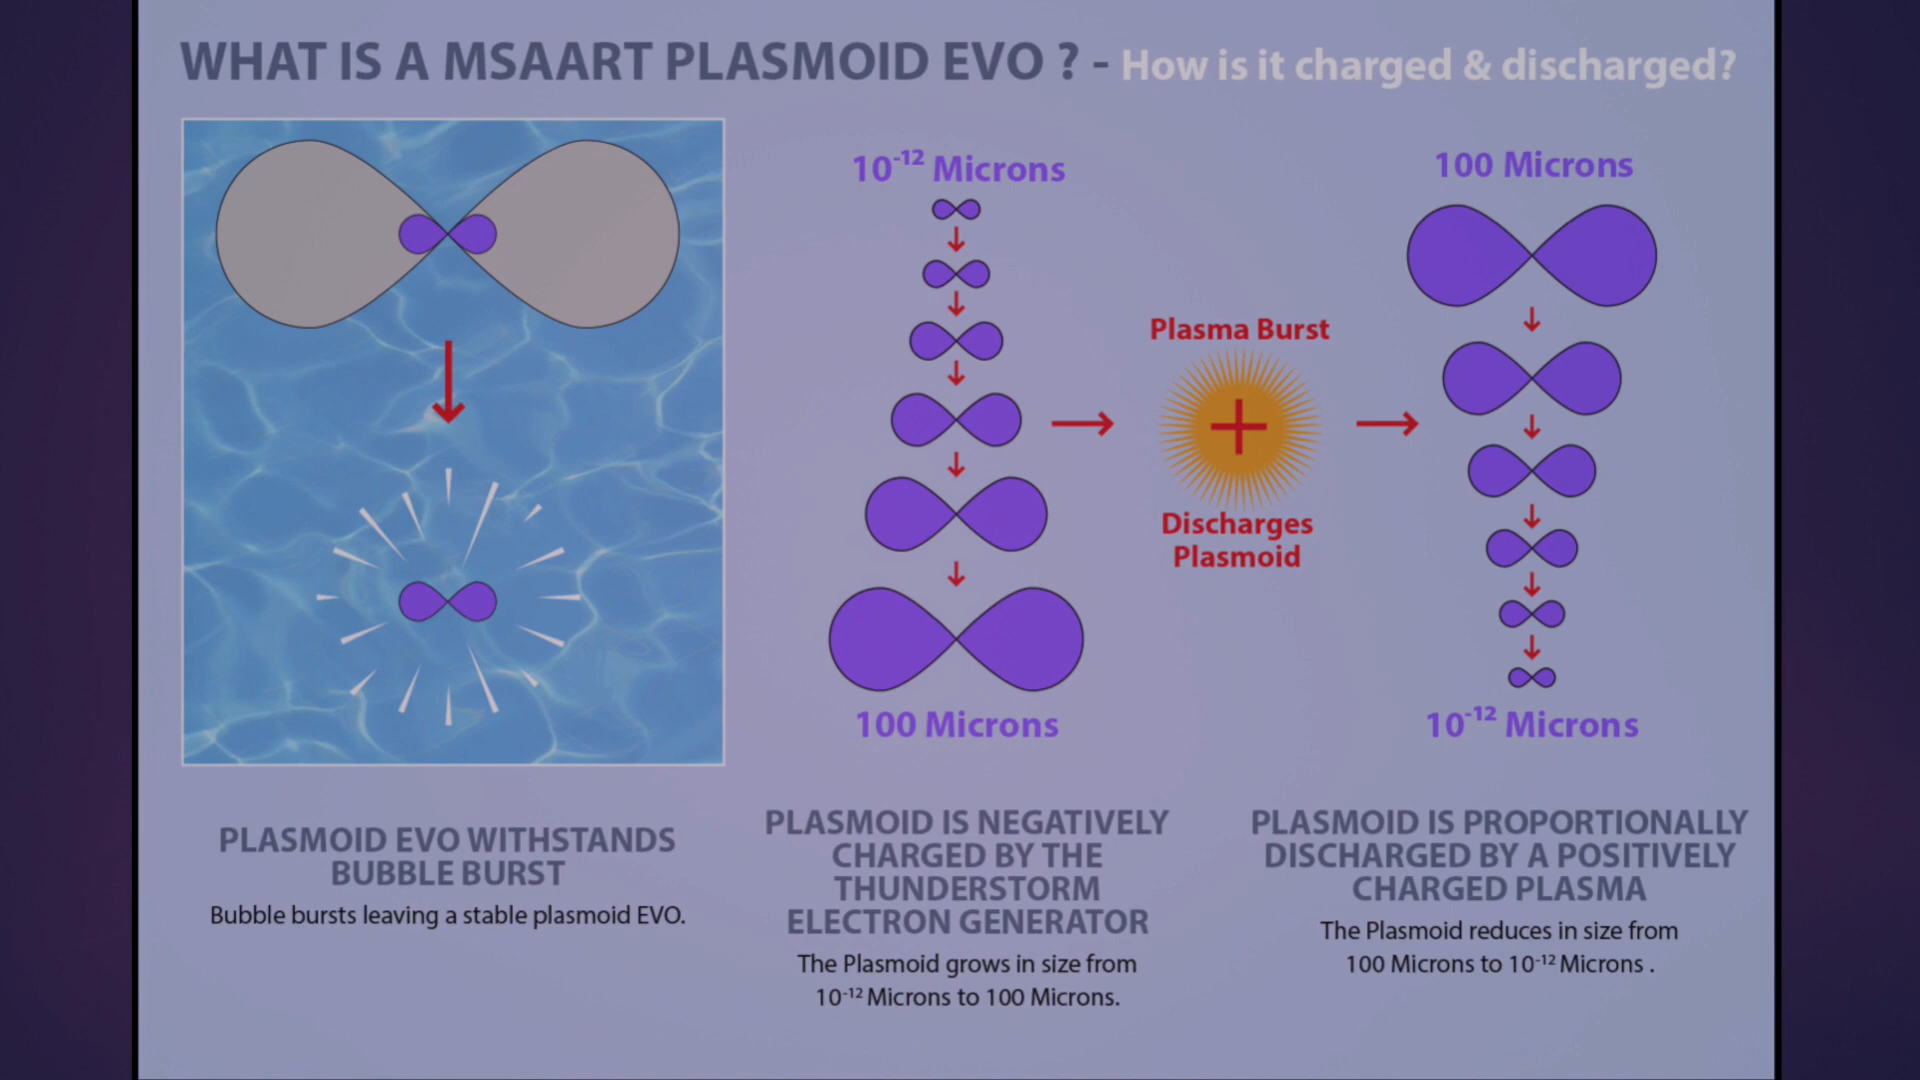 WHAT IS A MSAART PLASMOID EVO ? - How is it charged & discharged?
10⁻¹² Microns
100 Microns
Plasma Burst
Discharges
Plasmoid
100 Microns
10⁻¹² Microns
PLASMOID EVO WITHSTANDS
BUBBLE BURST
Bubble bursts leaving a stable plasmoid EVO.
PLASMOID IS NEGATIVELY
CHARGED BY THE
THUNDERSTORM
ELECTRON GENERATOR
The Plasmoid grows in size from
10⁻¹² Microns to 100 Microns.
PLASMOID IS PROPORTIONALLY
DISCHARGED BY A POSITIVELY
CHARGED PLASMA
The Plasmoid reduces in size from
100 Microns to 10⁻¹² Microns .